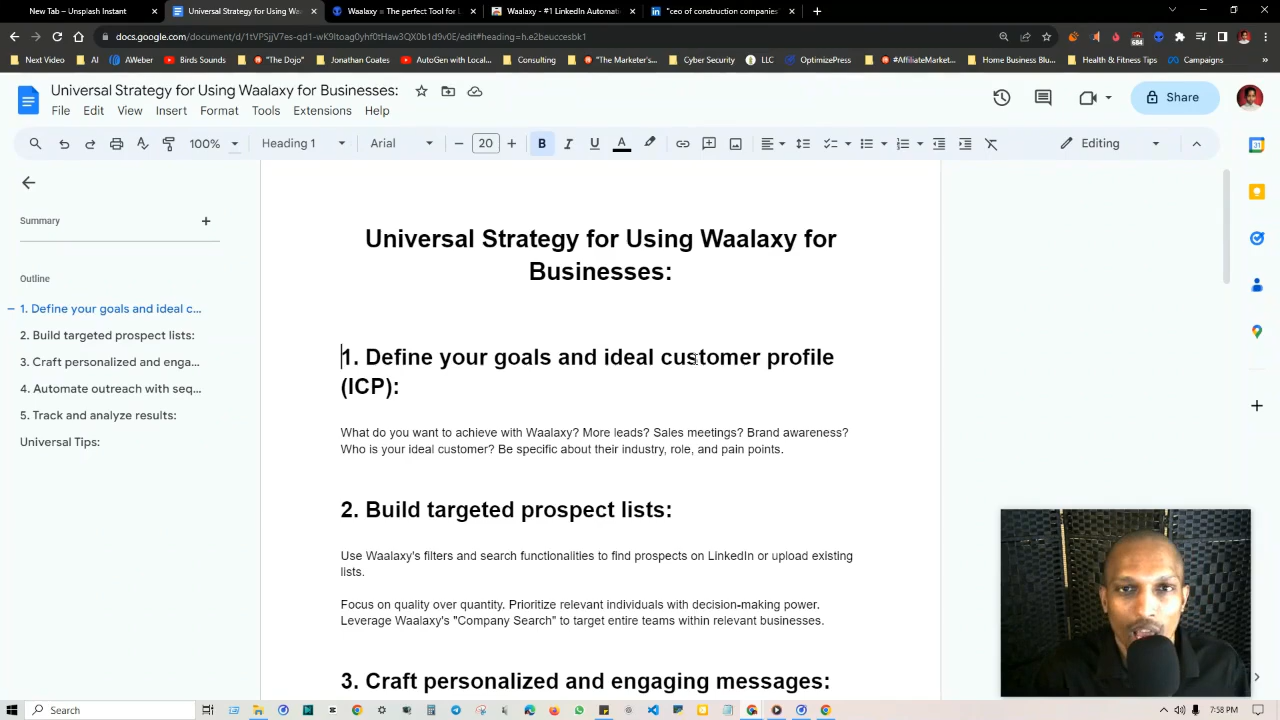 New Tab - Unsplash Instant
Universal Strategy for Using Waa
Waalaxy = The perfect Tool for L
Waalaxy - #1 LinkedIn Automati
"ceo of construction companies"
docs.google.com/document/d/1tVPSjjV7es-qd1-wK9Itoag0yhf0tHaw3QX0b1d9v0E/edit#heading=h.e2beuccesbk1
684
Next Video
AI
AWeber
Birds Sounds
"The Dojo"
Jonathan Coates
AutoGen with Local...
Consulting
"The Marketer's...
Cyber Security
LLC
OptimizePress
#AffiliateMarket...
Home Business Blu...
Health & Fitness Tips
Campaigns
Universal Strategy for Using Waalaxy for Businesses:
File Edit View Insert Format Tools Extensions Help
Share
100% Heading 1 Arial 20 B I U A Editing
Summary
Outline
1. Define your goals and ideal c...
2. Build targeted prospect lists:
3. Craft personalized and enga...
4. Automate outreach with seq...
5. Track and analyze results:
Universal Tips:
Universal Strategy for Using Waalaxy for
Businesses:
1. Define your goals and ideal customer profile
(ICP):
What do you want to achieve with Waalaxy? More leads? Sales meetings? Brand awareness?
Who is your ideal customer? Be specific about their industry, role, and pain points.
2. Build targeted prospect lists:
Use Waalaxy's filters and search functionalities to find prospects on LinkedIn or upload existing
lists.
Focus on quality over quantity. Prioritize relevant individuals with decision-making power.
Leverage Waalaxy's "Company Search" to target entire teams within relevant businesses.
3. Craft personalized and engaging messages:
Search
7:58 PM